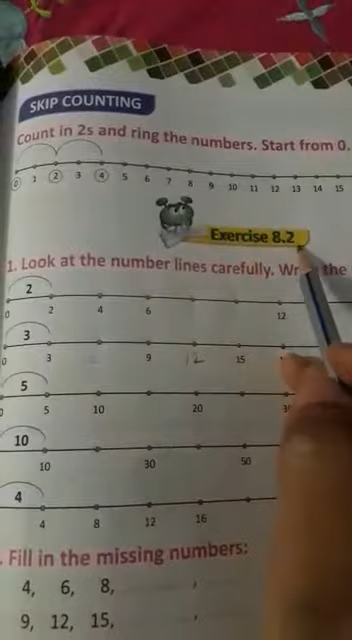 SKIP COUNTING
Count in 2s and ring the numbers. Start from 0.
0 1 2 3 4 5 6 7 8 9 10 11 12 13 14 15
Exercise 8.2
1. Look at the number lines carefully. the
2
0 2 4 6 12
3
0 3 9 12 15
5
5 10 20
10
10 30 50
4
4 8 12 16
Fill in the missing numbers:
4, 6, 8, ,
9, 12, 15, ,